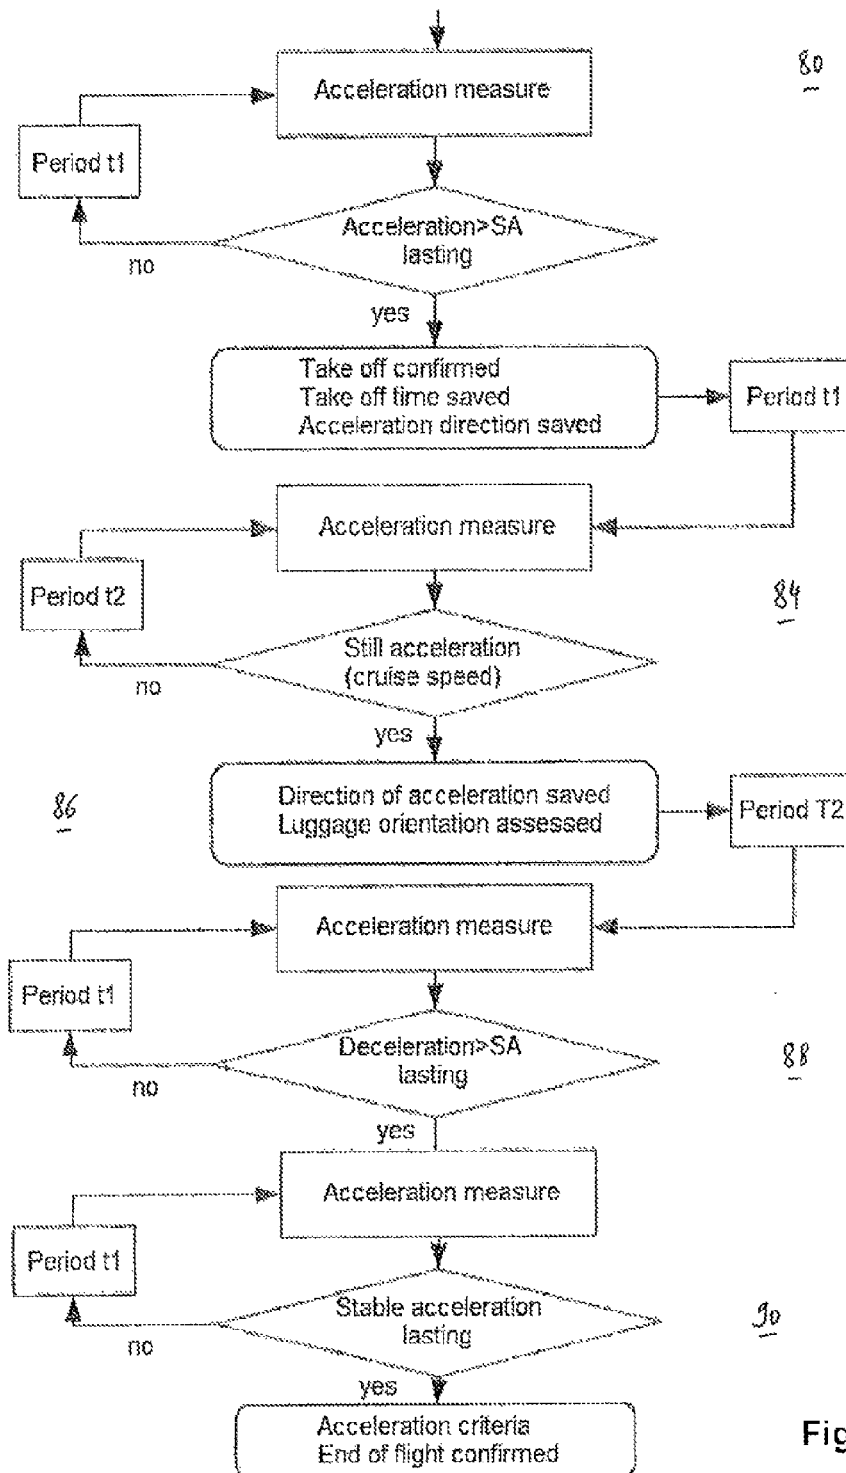 80
Acceleration measure
Period t1
Acceleration>SA
lasting
no
yes
Take off confirmed
Take off time saved
Acceleration direction saved
Period t1
Acceleration measure
Period t2
84
Still acceleration
(cruise speed)
no
yes
86
Direction of acceleration saved
Luggage orientation assessed
Period T2
Acceleration measure
Period t1
Deceleration>SA
lasting
88
no
yes
Acceleration measure
Period t1
Stable acceleration
lasting
90
no
yes
Acceleration criteria
End of flight confirmed
Fig